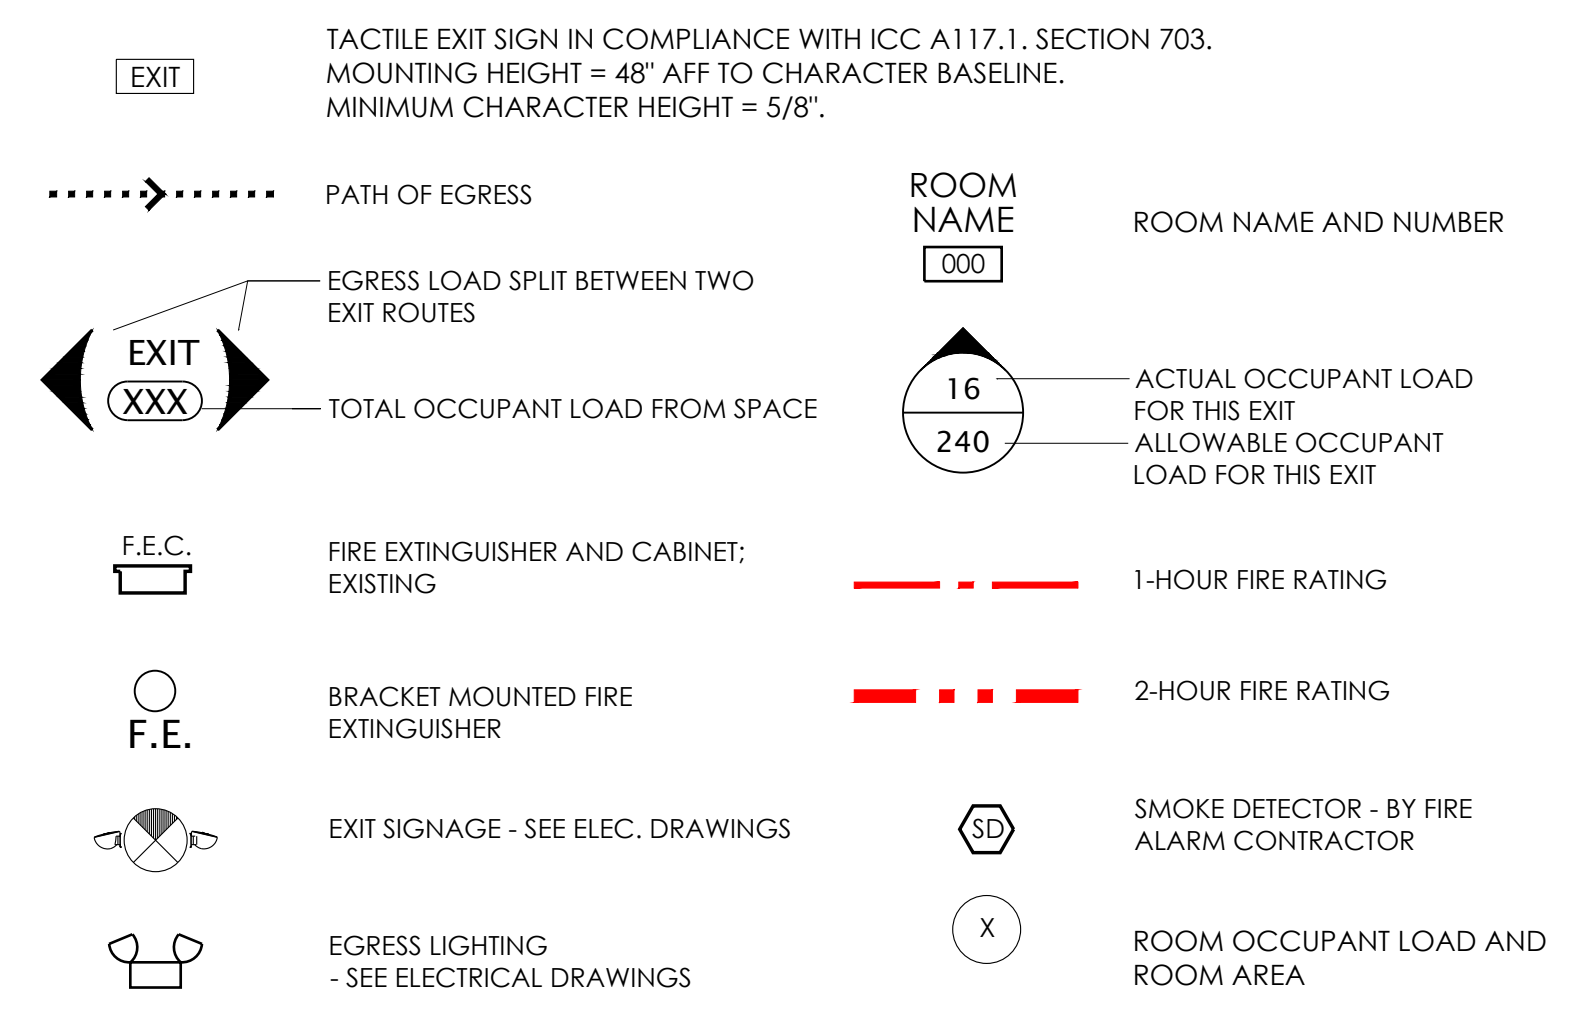 EXIT
TACTILE EXIT SIGN IN COMPLIANCE WITH ICC A117.1. SECTION 703.
MOUNTING HEIGHT = 48" AFF TO CHARACTER BASELINE.
MINIMUM CHARACTER HEIGHT = 5/8".
PATH OF EGRESS
EGRESS LOAD SPLIT BETWEEN TWO
EXIT ROUTES
EXIT
XXX
TOTAL OCCUPANT LOAD FROM SPACE
F.E.C.
FIRE EXTINGUISHER AND CABINET;
EXISTING
F.E.
BRACKET MOUNTED FIRE
EXTINGUISHER
EXIT SIGNAGE - SEE ELEC. DRAWINGS
EGRESS LIGHTING
- SEE ELECTRICAL DRAWINGS
ROOM
NAME
000
ROOM NAME AND NUMBER
16
240
ACTUAL OCCUPANT LOAD
FOR THIS EXIT
ALLOWABLE OCCUPANT
LOAD FOR THIS EXIT
1-HOUR FIRE RATING
2-HOUR FIRE RATING
SD
SMOKE DETECTOR - BY FIRE
ALARM CONTRACTOR
X
ROOM OCCUPANT LOAD AND
ROOM AREA